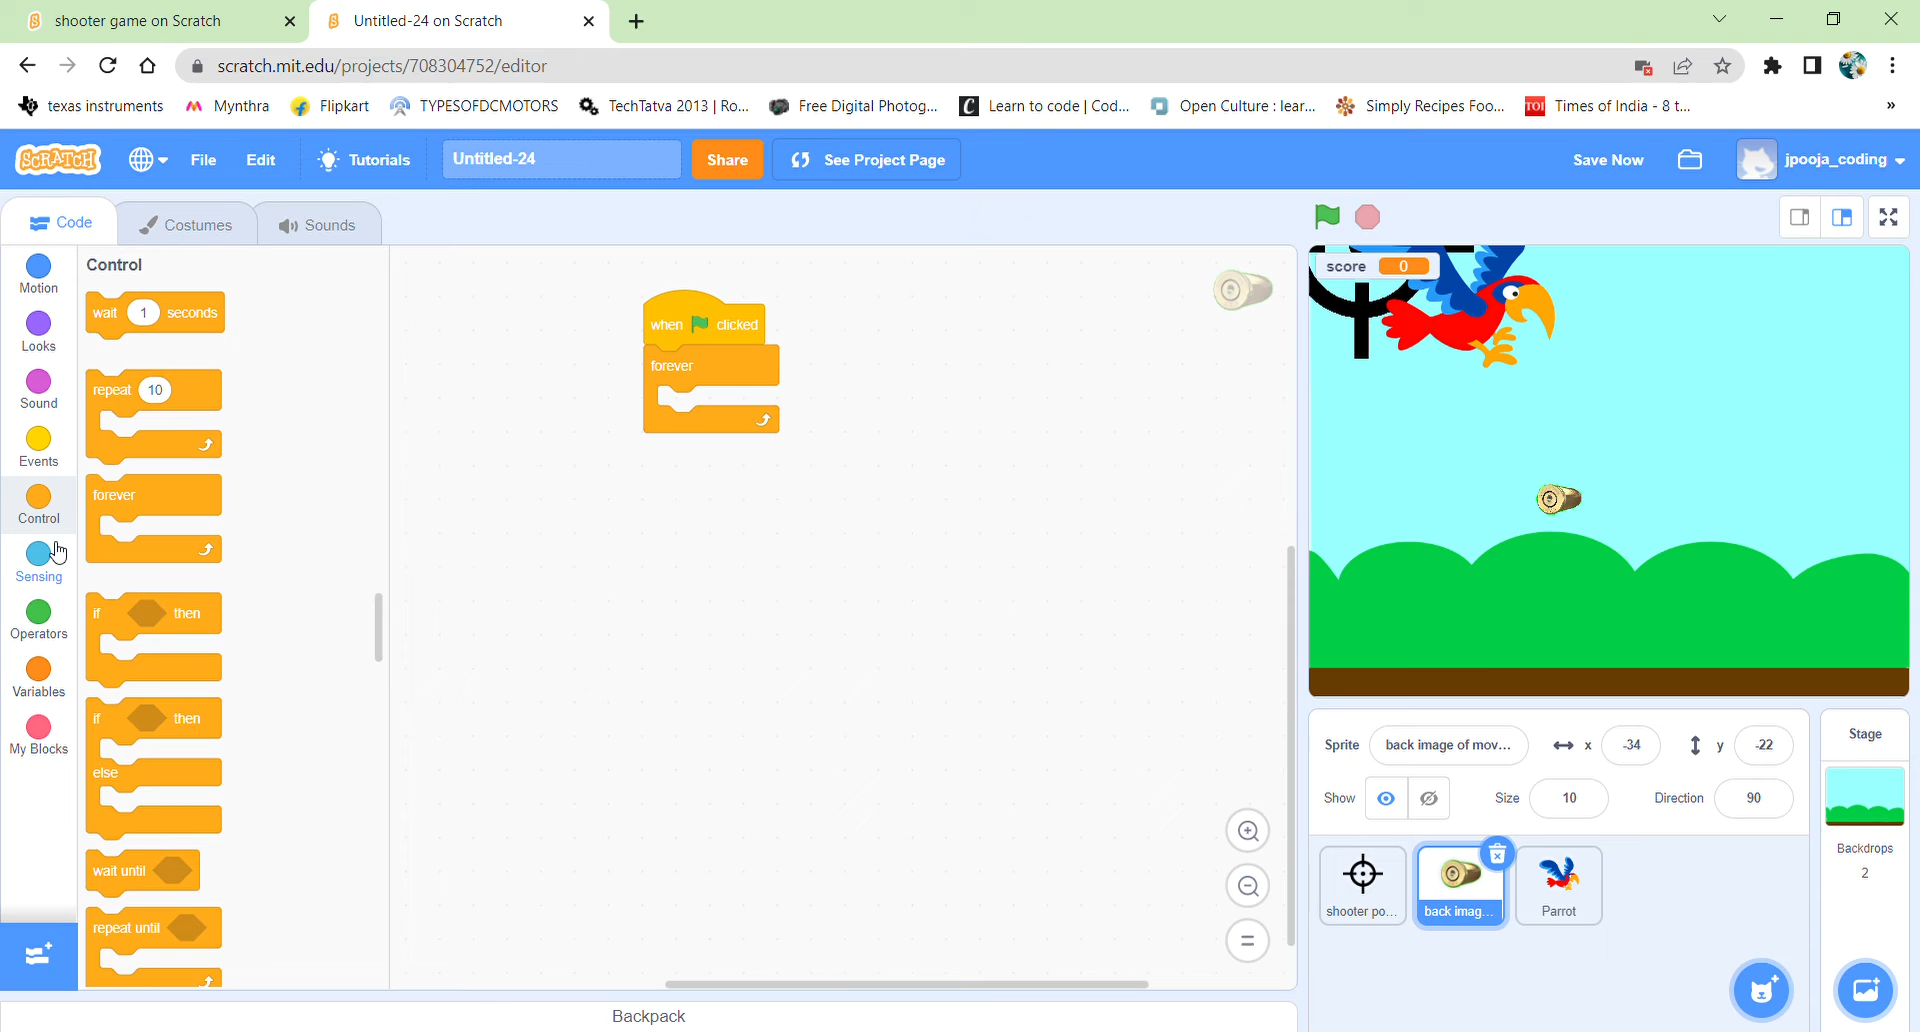 shooter game on Scratch
Untitled-24 on Scratch
scratch.mit.edu/projects/708304752/editor
texas instruments Mynthra Flipkart TYPESOFDCMOTORS TechTatva 2013 | Ro... Free Digital Photog... Learn to code | Cod... Open Culture : lear... Simply Recipes Foo... TOI Times of India - 8 t... »
SCRATCH File Edit Tutorials Untitled-24 Share See Project Page Save Now jpooja_coding
Code Costumes Sounds
Motion
Looks
Sound
Events
Control
Sensing
Operators
Variables
My Blocks
Control
wait 1 seconds
repeat 10
forever
if then
if then
else
wait until
repeat until
when clicked
forever
score 0
Sprite back image of mov... x -34 y -22
Show Size 10 Direction 90
shooter po...
back imag...
Parrot
Stage
Backdrops
2
Backpack